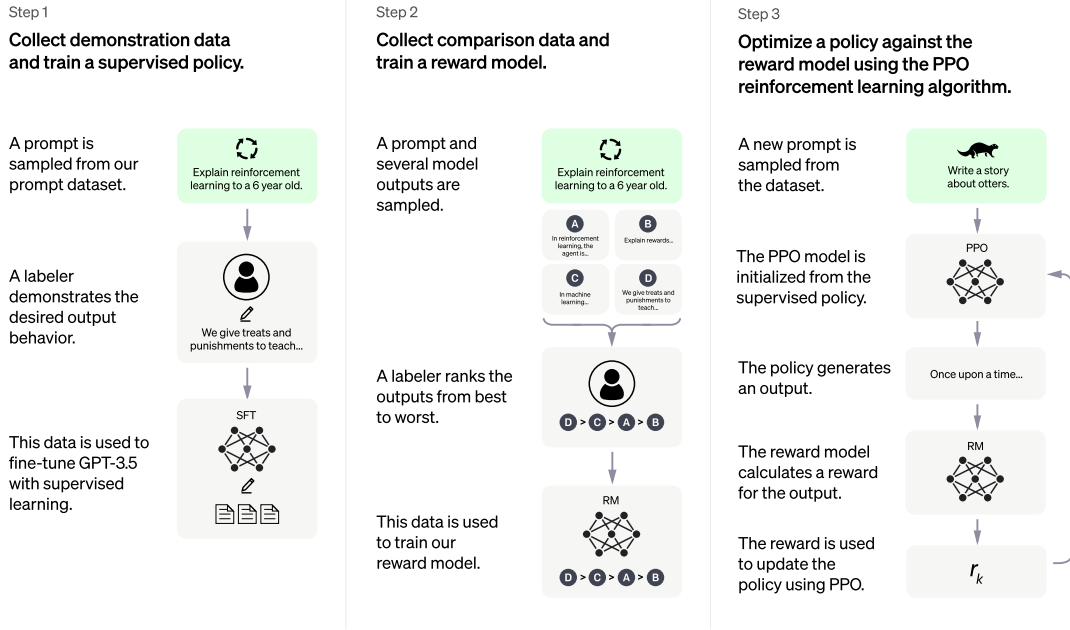 Step 1
Collect demonstration data
and train a supervised policy.
A prompt is
sampled from our
prompt dataset.
Explain reinforcement
learning to a 6 year old.
A labeler
demonstrates the
desired output
behavior.
We give treats and
punishments to teach...
This data is used to
fine-tune GPT-3.5
with supervised
learning.
SFT
Step 2
Collect comparison data and
train a reward model.
A prompt and
several model
outputs are
sampled.
Explain reinforcement
learning to a 6 year old.
A
In reinforcement
learning, the
agent is...
B
Explain rewards...
C
In machine
learning...
D
We give treats and
punishments to
teach...
A labeler ranks the
outputs from best
to worst.
D > C > A > B
This data is used
to train our
reward model.
RM
D > C > A > B
Step 3
Optimize a policy against the
reward model using the PPO
reinforcement learning algorithm.
A new prompt is
sampled from
the dataset.
Write a story
about otters.
The PPO model is
initialized from the
supervised policy.
PPO
The policy generates
an output.
Once upon a time...
The reward model
calculates a reward
for the output.
RM
The reward is used
to update the
policy using PPO.
rk